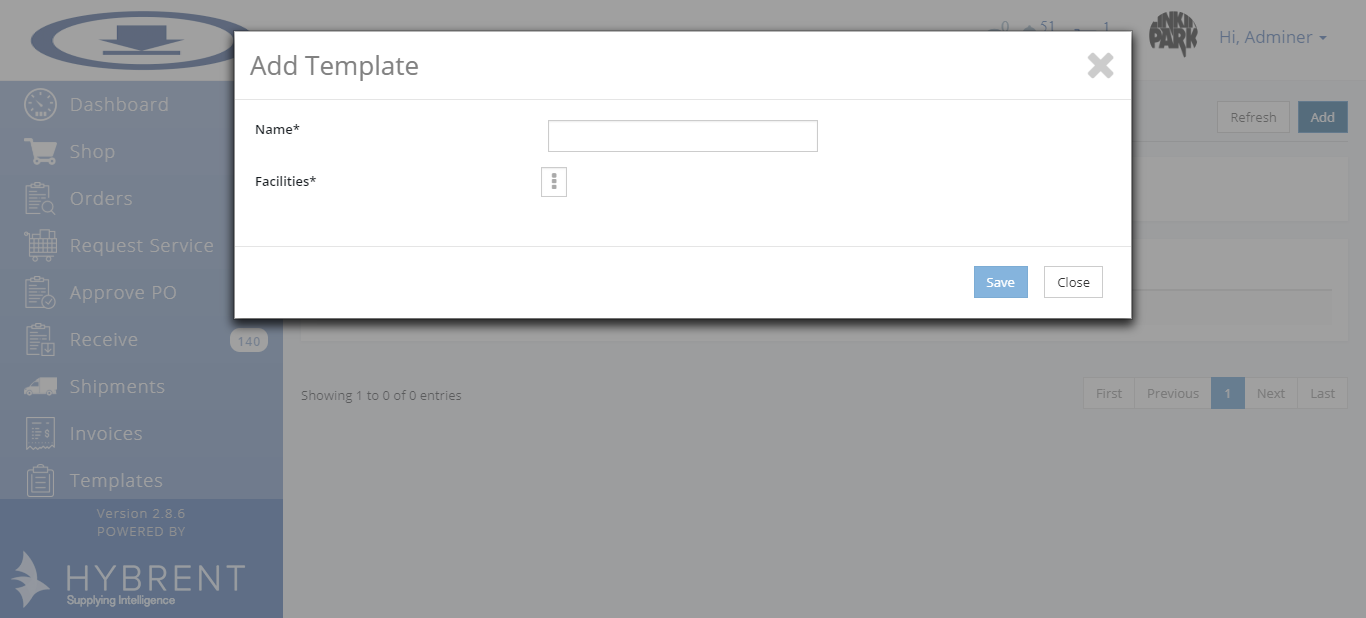 0 51 1
LINKIN PARK
Hi, Adminer
Add Template
Dashboard
Refresh
Add
Name*
Shop
Facilities*
Orders
Request Service
Save
Close
Approve PO
Receive
140
Shipments
Showing 1 to 0 of 0 entries
First
Previous
1
Next
Last
Invoices
Templates
Version 2.8.6
POWERED BY
HYBRENT
Supplying Intelligence